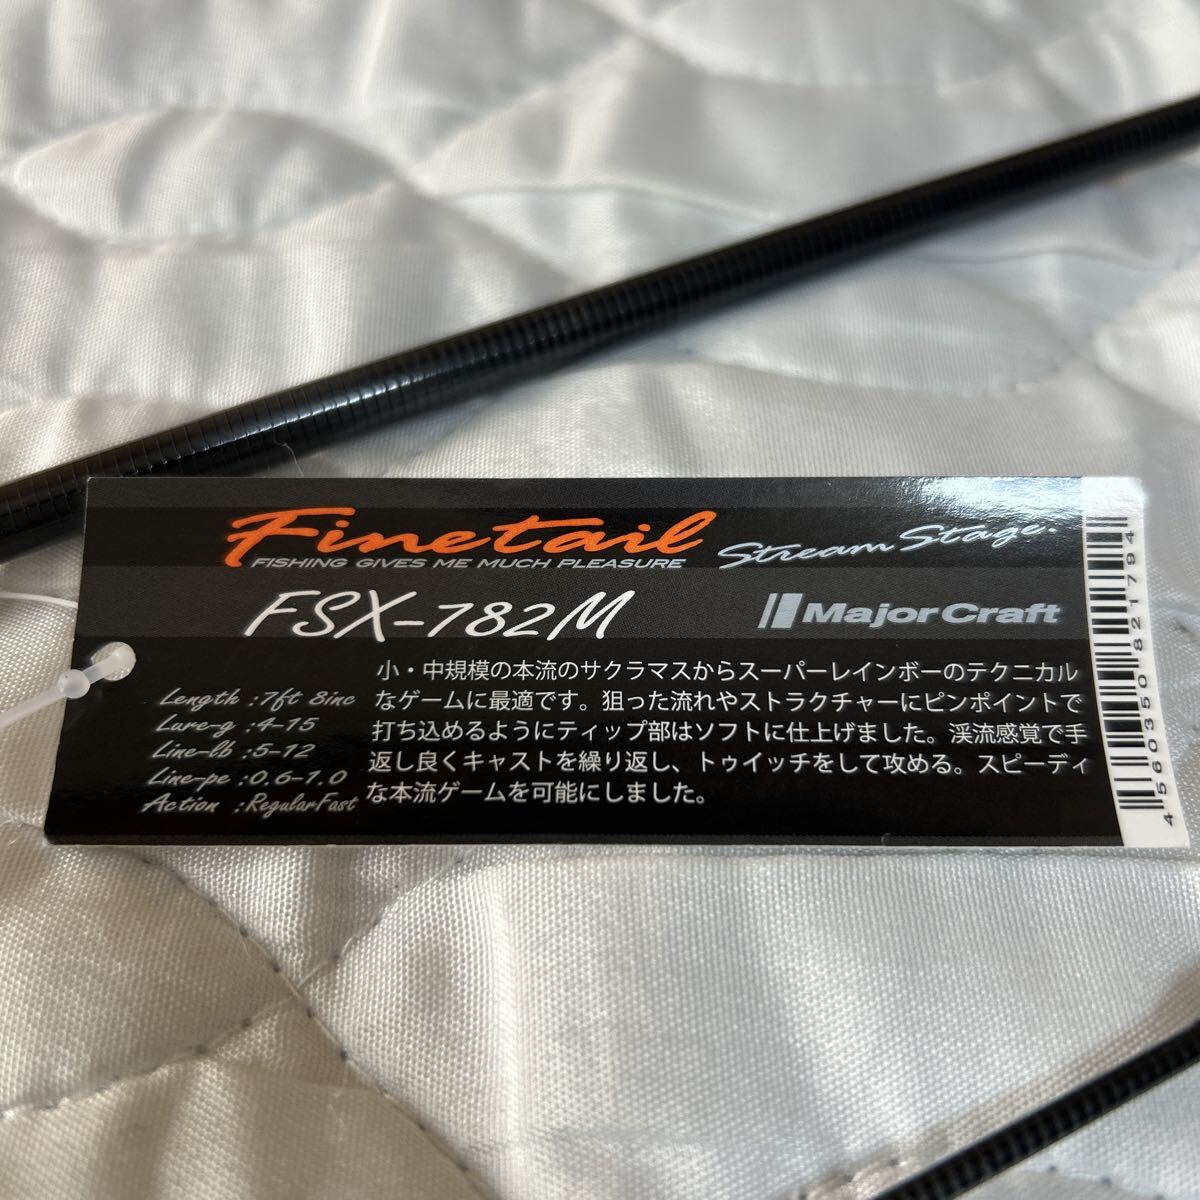 Finetail Stream Stage.
FISHING GIVES ME MUCH PLEASURE
FSX-782M
Major Craft
Length :7ft 8inc
Lure-g :4-15
Line-lb :5-12
Line-pe :0.6-1.0
Action :RegularFast
小・中規模の本流のサクラマスからスーパーレインボーのテクニカル
なゲームに最適です。狙った流れやストラクチャーにピンポイントで
打ち込めるようにティップ部はソフトに仕上げました。渓流感覚で手
返し良くキャストを繰り返し、トゥイッチをして攻める。スピーディ
な本流ゲームを可能にしました。
4560350821794